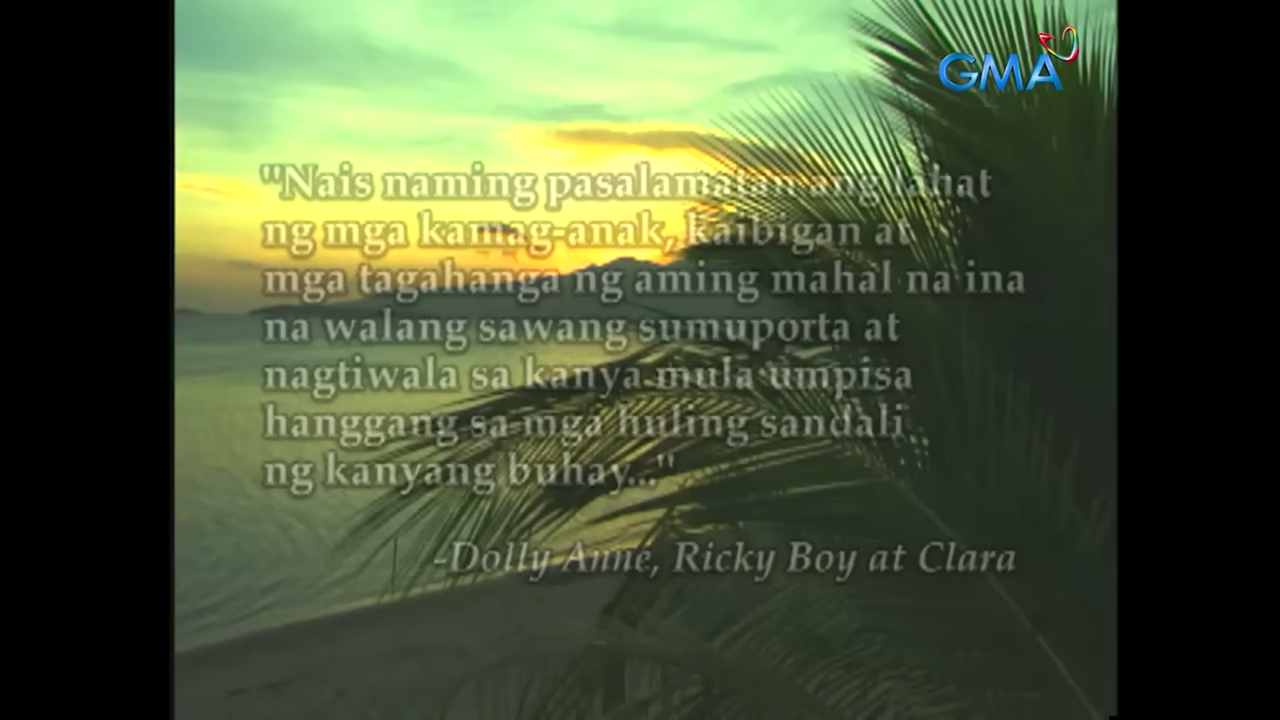 GMA
"Nais naming pasalamatan ang lahat
ng mga kamag-anak, kaibigan at
mga tagahanga ng aming mahal na ina
na walang sawang sumuporta at
nagtiwala sa kanya mula umpisa
hanggang sa mga huling sandali
ng kanyang buhay..."
-Dolly Anne, Ricky Boy at Clara